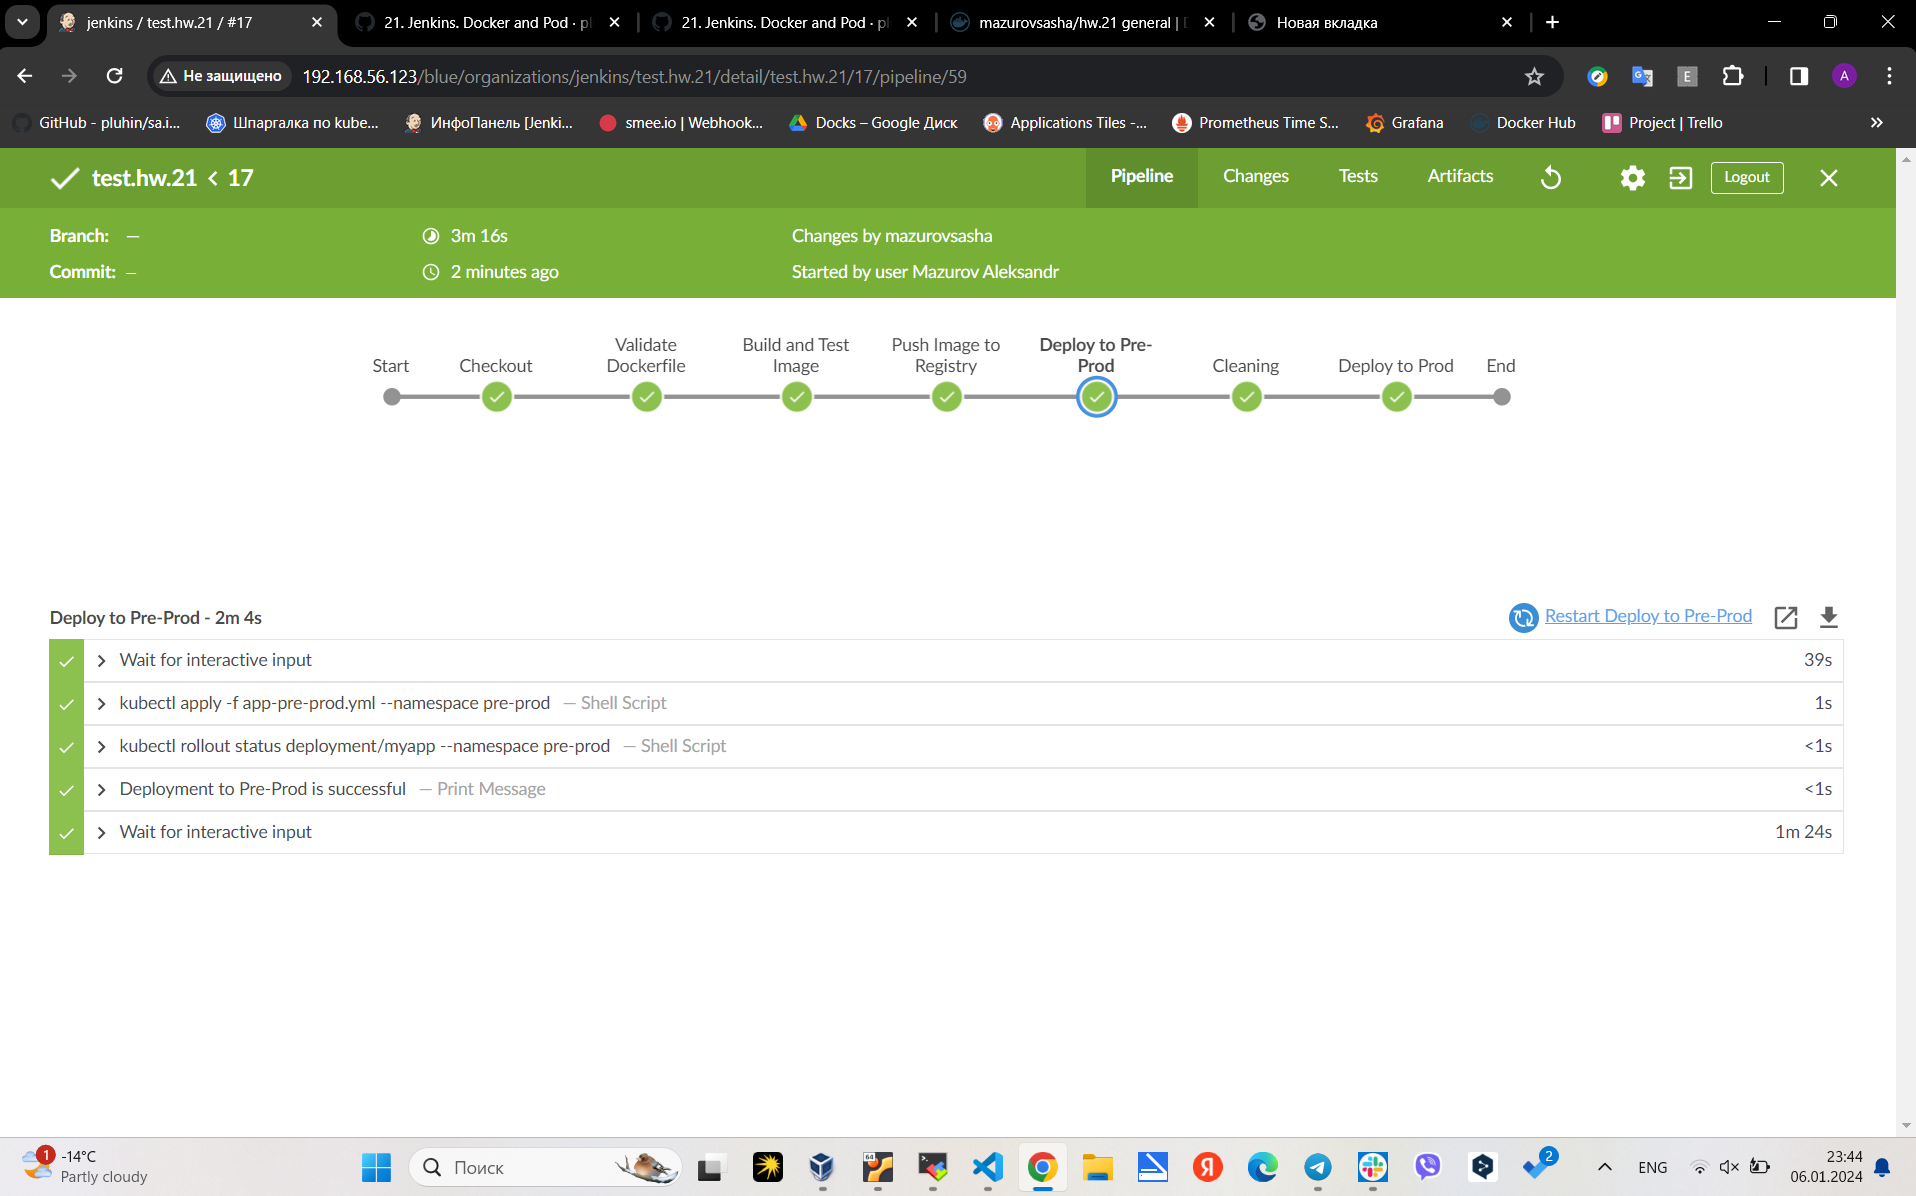 jenkins / test.hw.21 / #17
21. Jenkins. Docker and Pod · pl
21. Jenkins. Docker and Pod · pl
mazurovsasha/hw.21 general |
Новая вкладка
Не защищено
192.168.56.123/blue/organizations/jenkins/test.hw.21/detail/test.hw.21/17/pipeline/59
E
A
GitHub - pluhin/sa.i...
Шпаргалка по kube...
ИнфоПанель [Jenki...
smee.io | Webhook...
Docks – Google Диск
Applications Tiles -...
Prometheus Time S...
Grafana
Docker Hub
Project | Trello
test.hw.21 < 17
Pipeline
Changes
Tests
Artifacts
Logout
Branch: —
3m 16s
Changes by mazurovsasha
Commit: —
2 minutes ago
Started by user Mazurov Aleksandr
Start
Checkout
Validate
Dockerfile
Build and Test
Image
Push Image to
Registry
Deploy to Pre-
Prod
Cleaning
Deploy to Prod
End
Deploy to Pre-Prod - 2m 4s
Restart Deploy to Pre-Prod
Wait for interactive input
39s
kubectl apply -f app-pre-prod.yml --namespace pre-prod — Shell Script
1s
kubectl rollout status deployment/myapp --namespace pre-prod — Shell Script
<1s
Deployment to Pre-Prod is successful — Print Message
<1s
Wait for interactive input
1m 24s
1
-14°C
Partly cloudy
Поиск
64
Я
2
ENG
23:44
06.01.2024